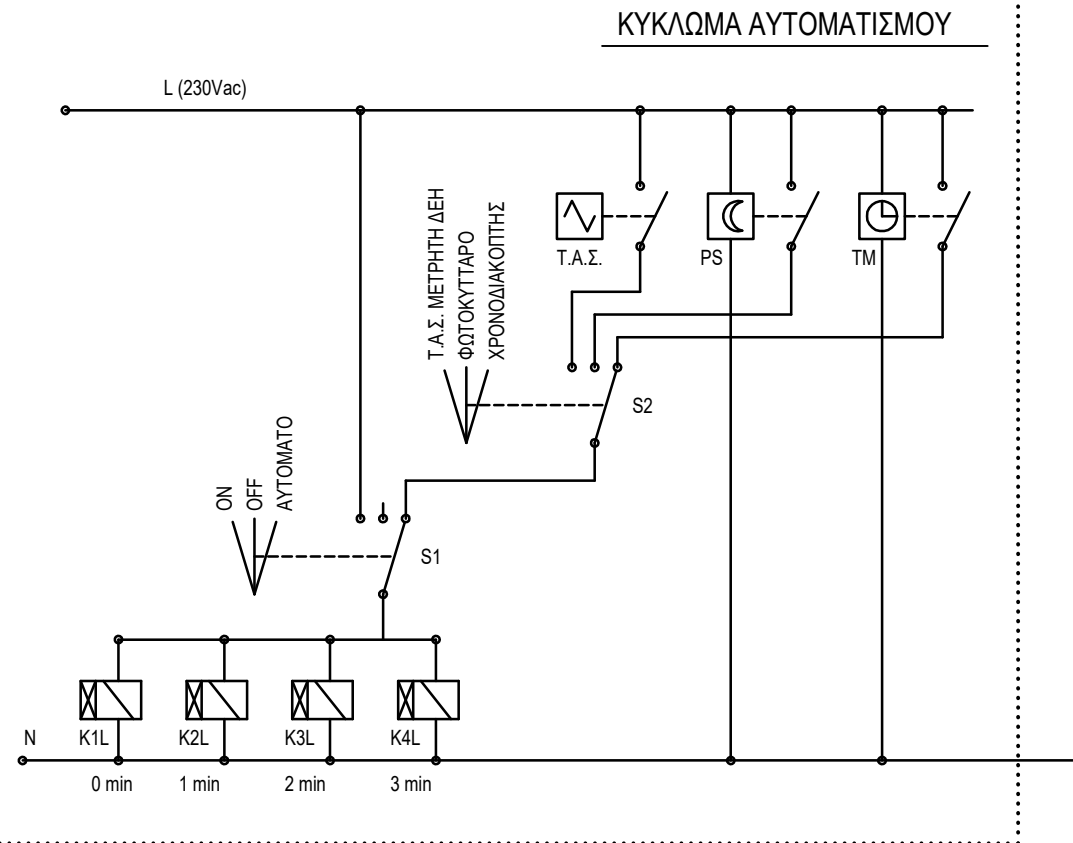 ΚΥΚΛΩΜΑ ΑΥΤΟΜΑΤΙΣΜΟΥ
L (230Vac)
Τ.Α.Σ. ΜΕΤΡΗΤΗ ΔΕΗ
ΦΩΤΟΚΥΤΤΑΡΟ
ΧΡΟΝΟΔΙΑΚΟΠΤΗΣ
Τ.Α.Σ.
PS
TM
S2
ON
OFF
ΑΥΤΟΜΑΤΟ
S1
N
K1L
K2L
K3L
K4L
0 min
1 min
2 min
3 min